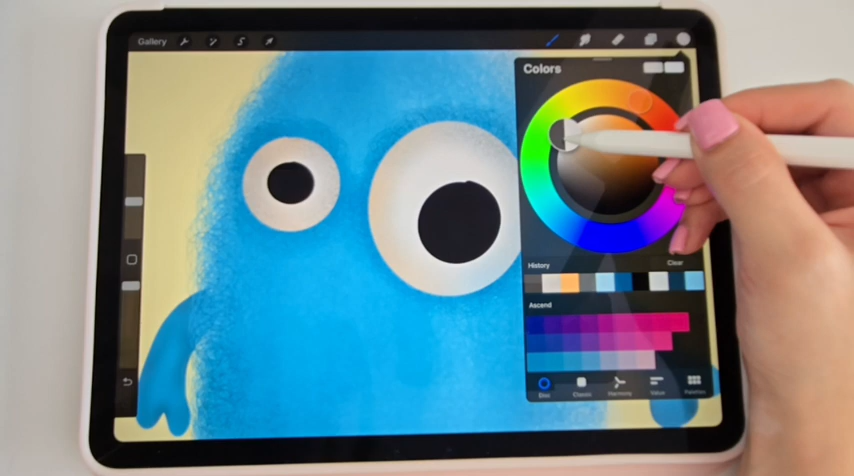 Gallery
Colors
History Clear
Ascend
Disc Classic Harmony Value Palettes